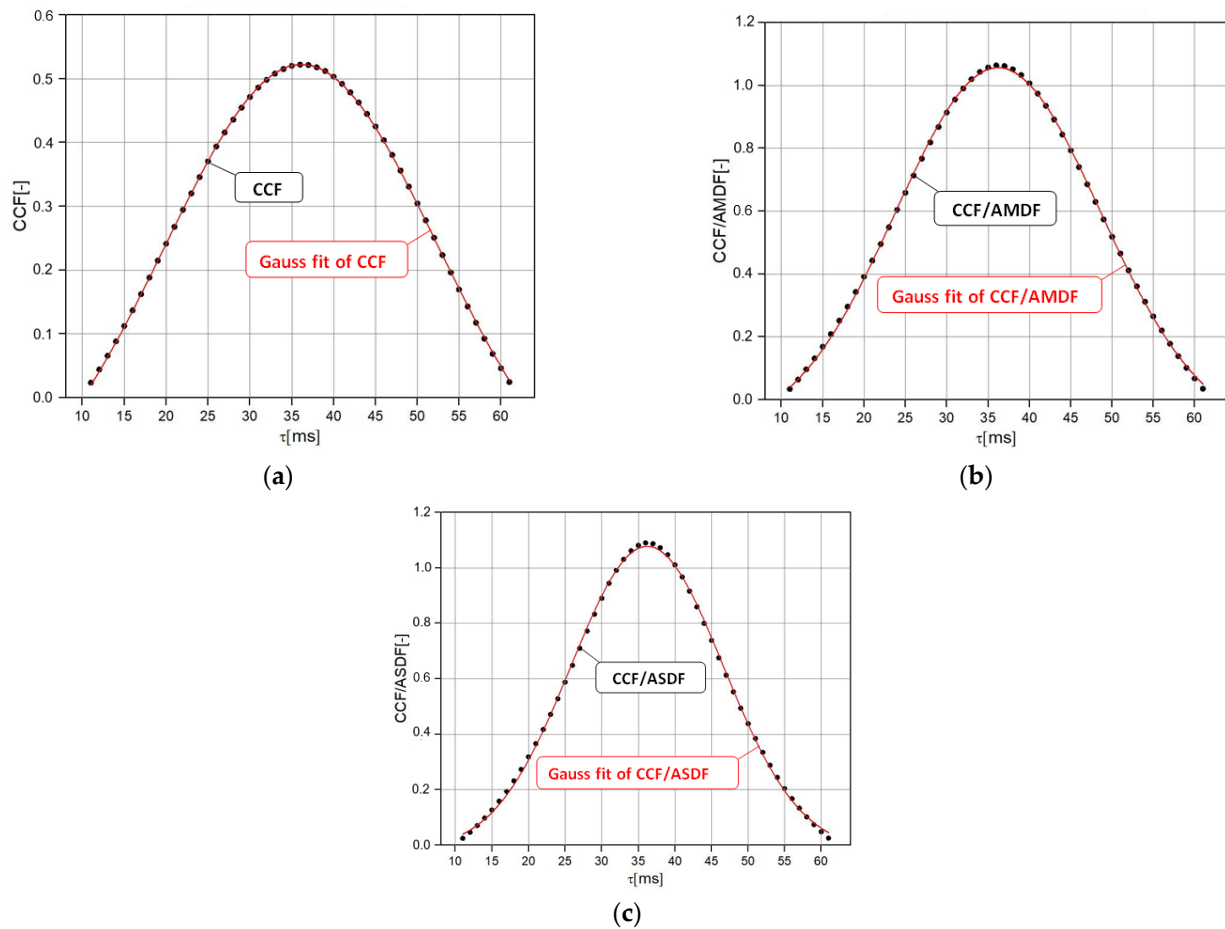 0.6
0.5
0.4
0.3
0.2
0.1
0.0
CCF[-]
CCF
Gauss fit of CCF
10 15 20 25 30 35 40 45 50 55 60
τ[ms]
(a)
1.2
1.0
0.8
0.6
0.4
0.2
0.0
CCF/AMDF[-]
CCF/AMDF
Gauss fit of CCF/AMDF
10 15 20 25 30 35 40 45 50 55 60
τ[ms]
(b)
1.2
1.0
0.8
0.6
0.4
0.2
0.0
CCF/ASDF[-]
CCF/ASDF
Gauss fit of CCF/ASDF
10 15 20 25 30 35 40 45 50 55 60
τ[ms]
(c)